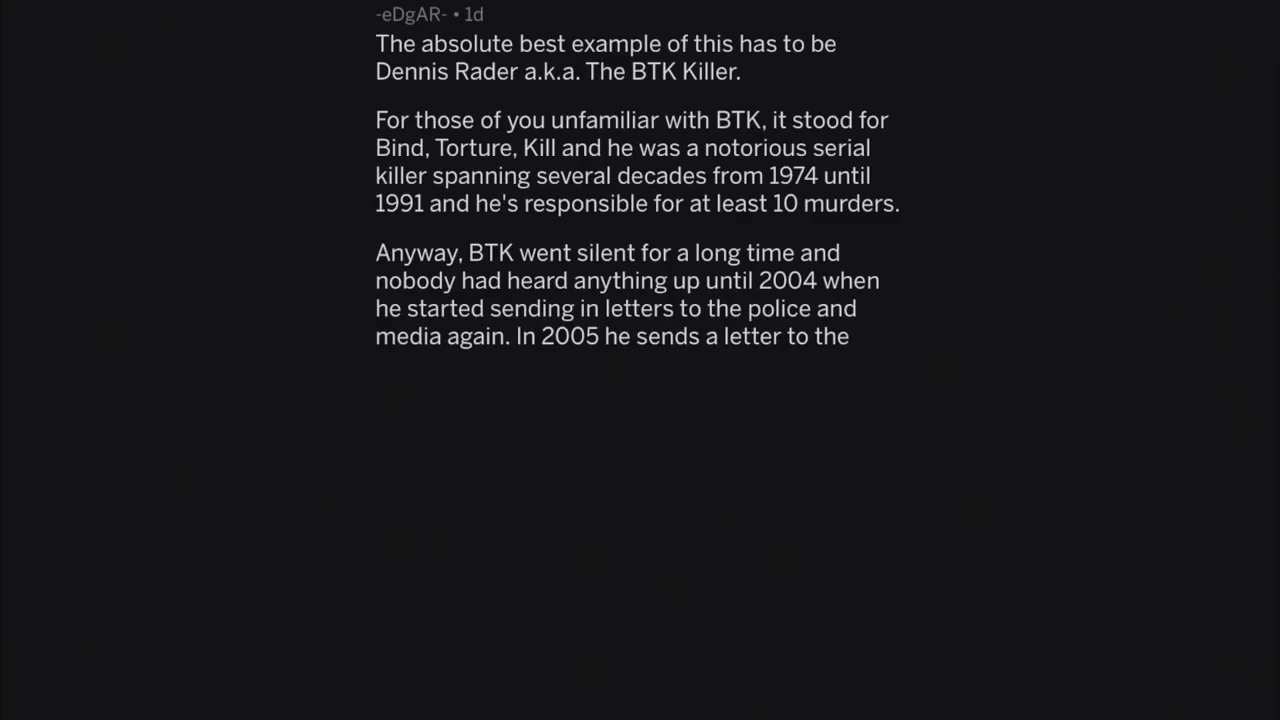 -eDgAR- • 1d
The absolute best example of this has to be
Dennis Rader a.k.a. The BTK Killer.
For those of you unfamiliar with BTK, it stood for
Bind, Torture, Kill and he was a notorious serial
killer spanning several decades from 1974 until
1991 and he's responsible for at least 10 murders.
Anyway, BTK went silent for a long time and
nobody had heard anything up until 2004 when
he started sending in letters to the police and
media again. In 2005 he sends a letter to the